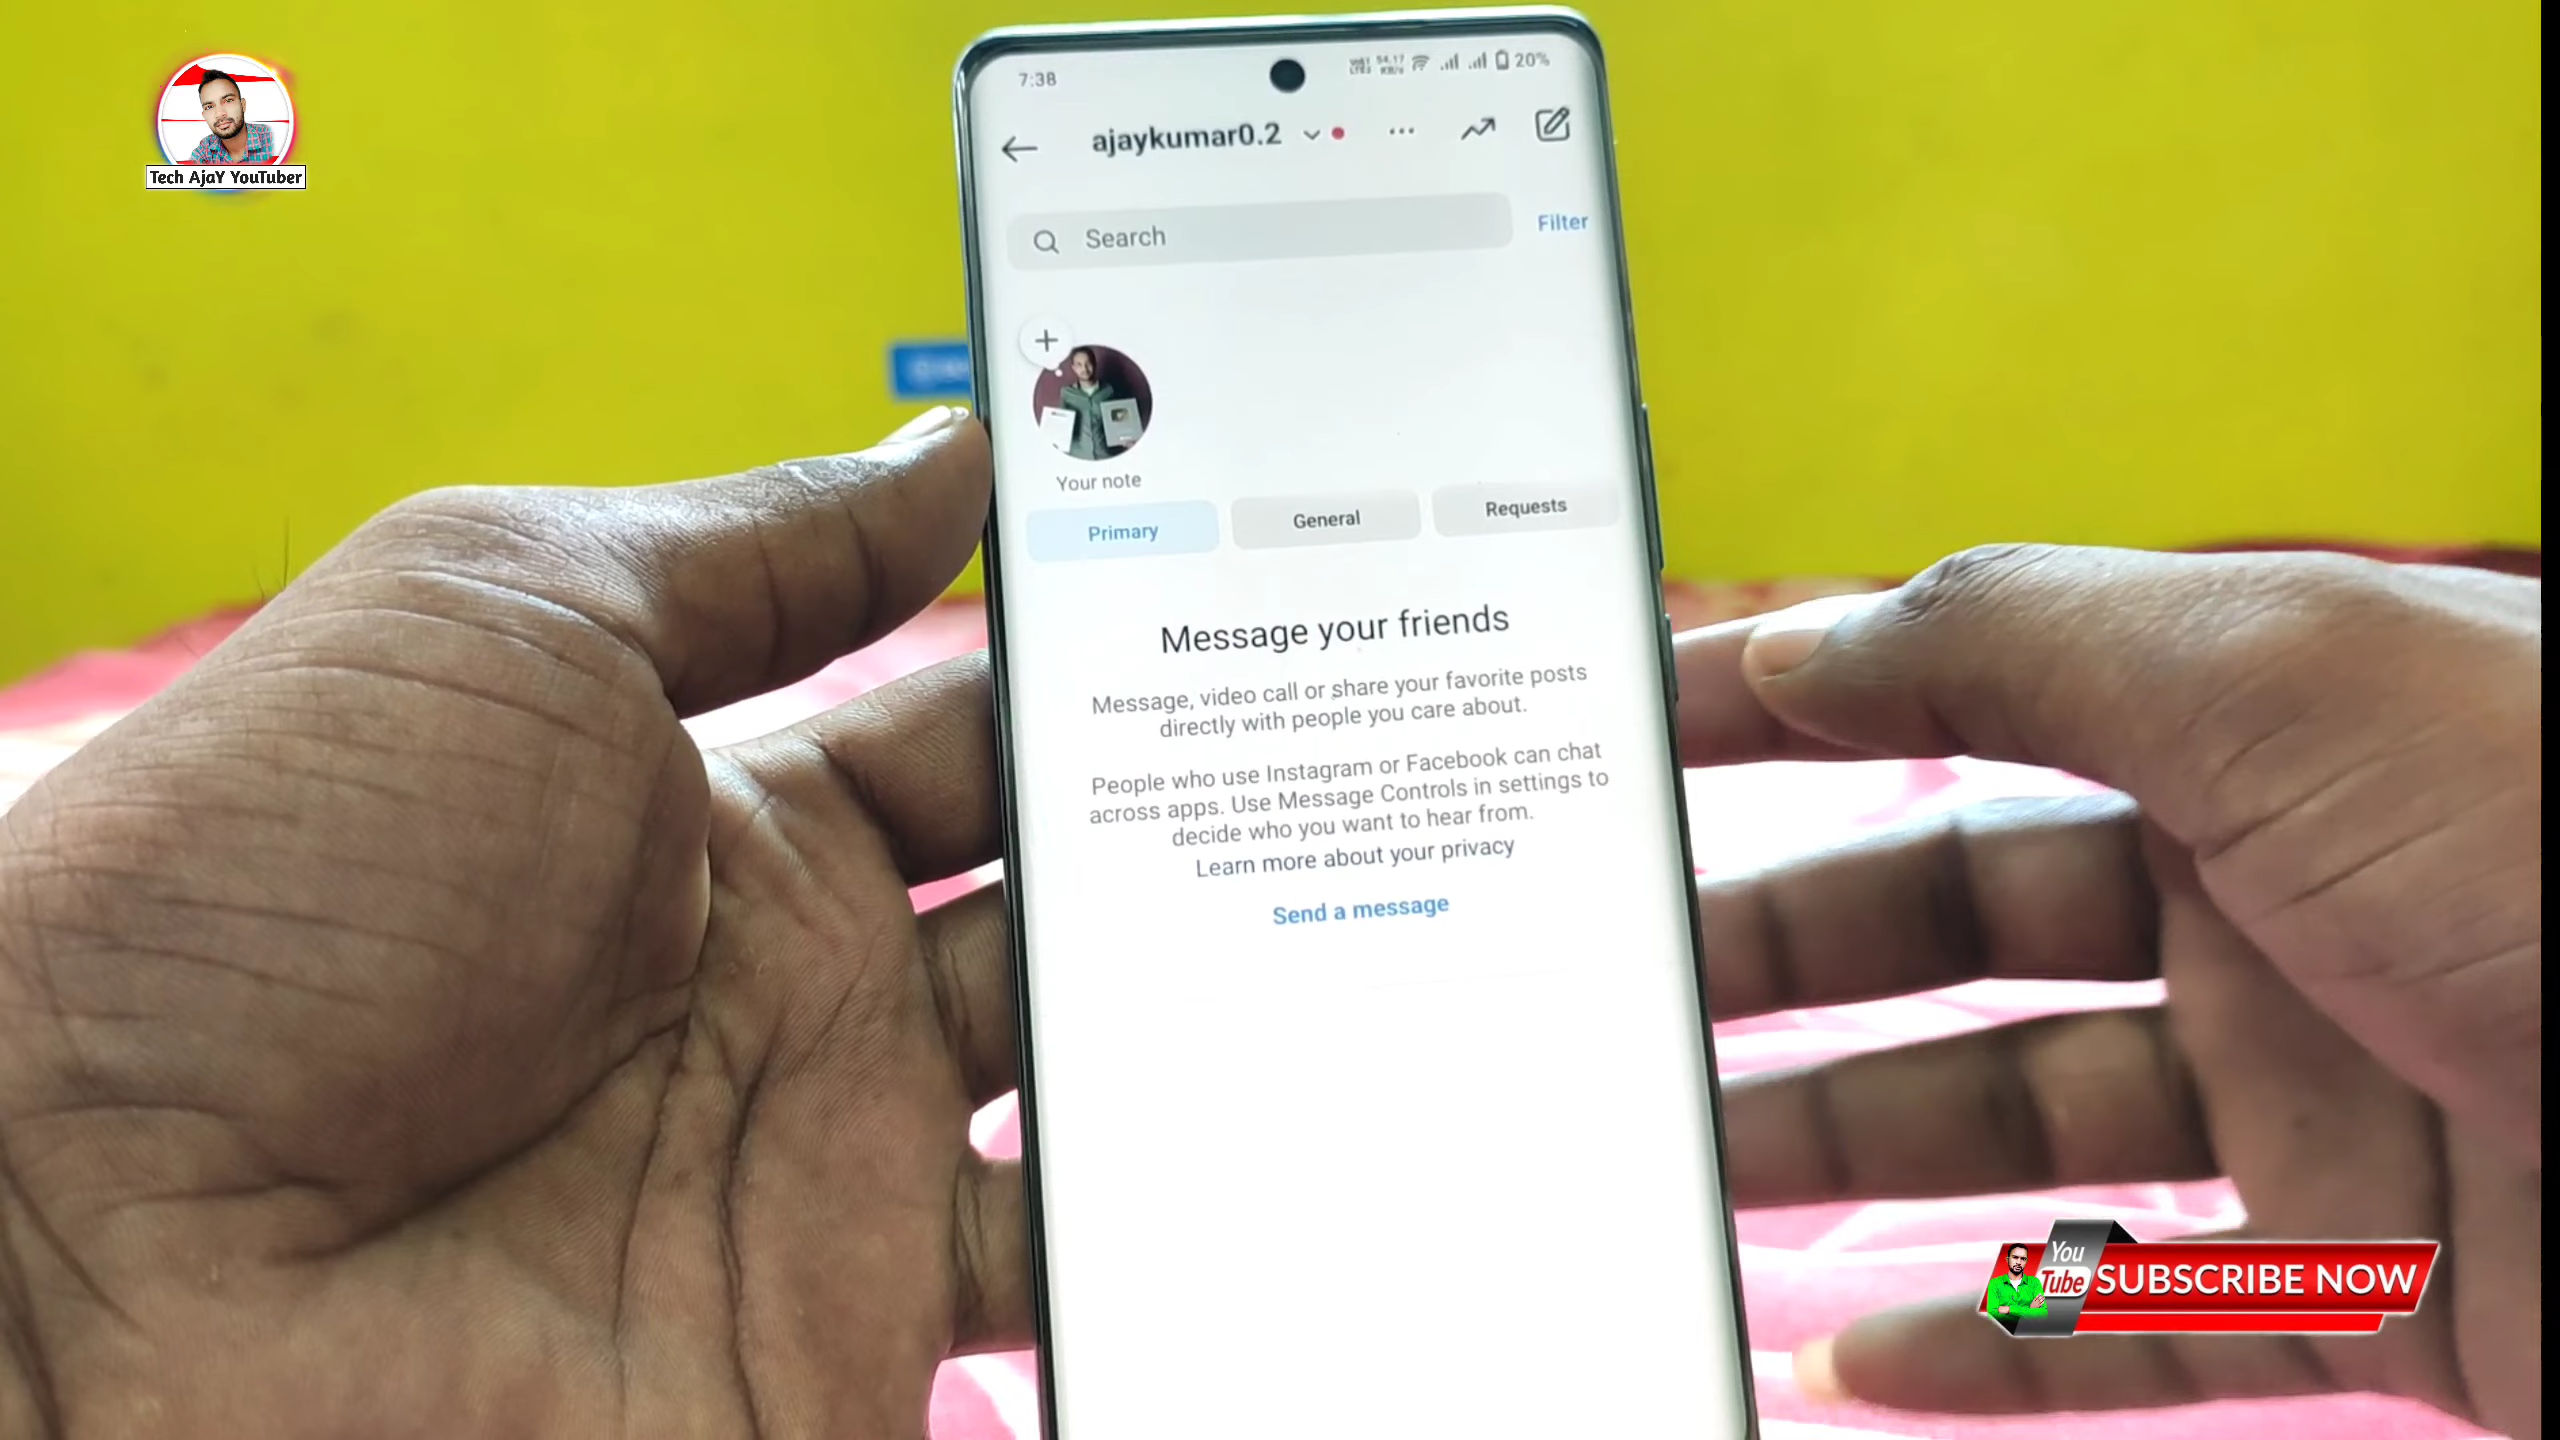 Tech AjaY YouTuber
7:38
20%
ajaykumar0.2
Search
Filter
Your note
Primary
General
Requests
Message your friends
Message, video call or share your favorite posts
directly with people you care about.
People who use Instagram or Facebook can chat
across apps. Use Message Controls in settings to
decide who you want to hear from.
Learn more about your privacy
Send a message
You
Tube
SUBSCRIBE NOW